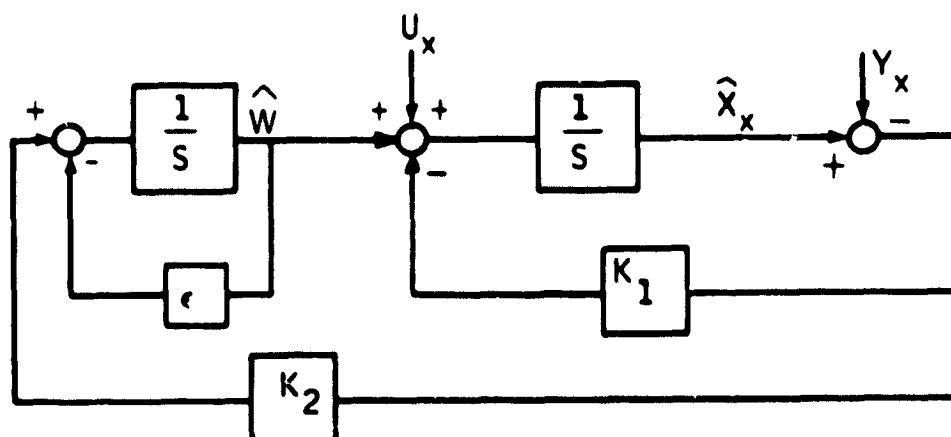 U_x
Y_x
+ 1/S Ŵ + + 1/S X̂_x −
- − +
ϵ
K_1
K_2